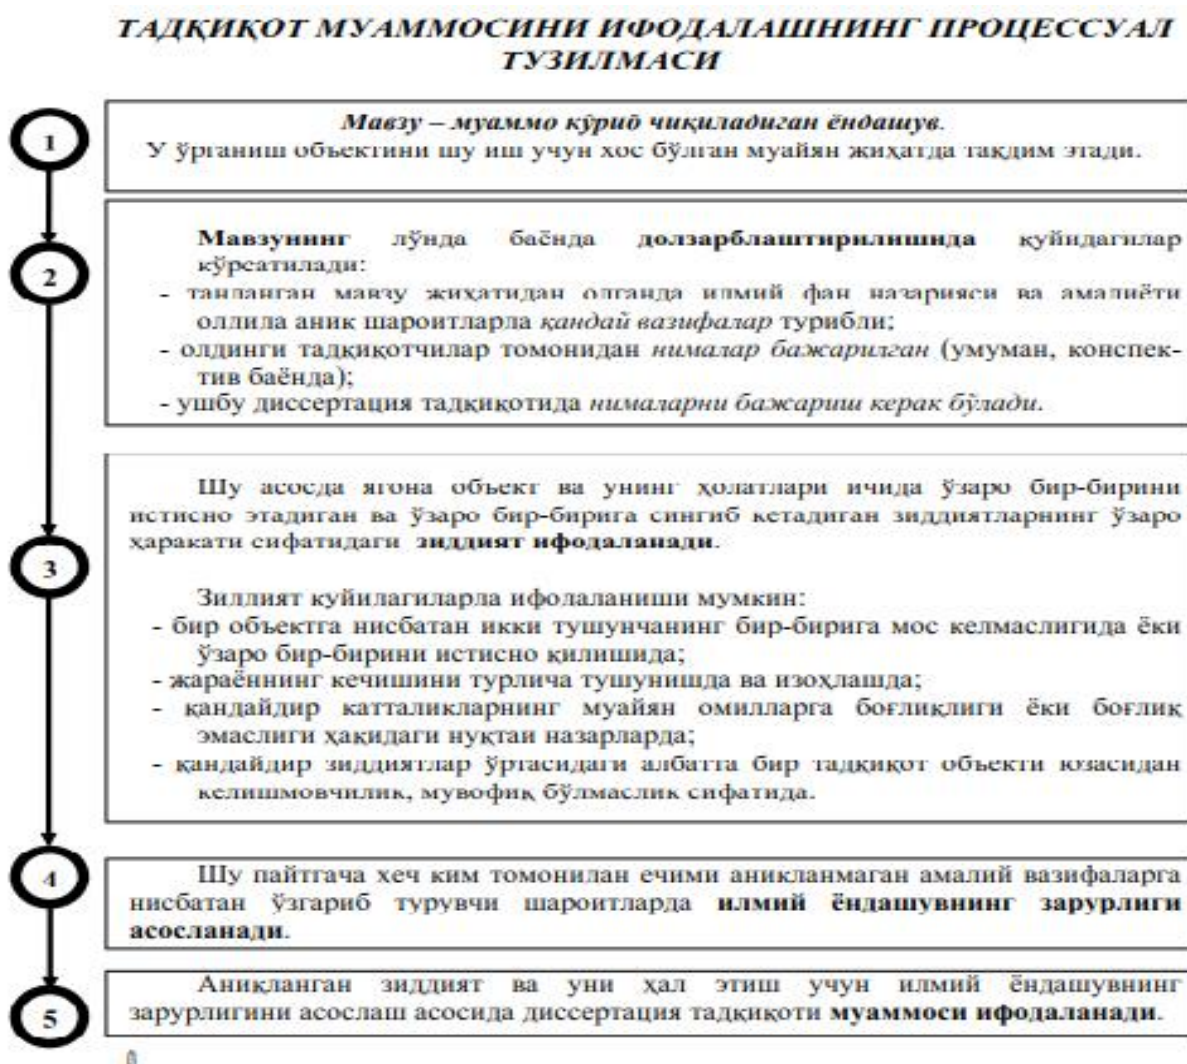 ТАДҚИҚОТ МУАММОСИНИ ИФОДАЛАШНИНГ ПРОЦЕССУАЛ
ТУЗИЛМАСИ
1
Мавзу – муаммо кўриб чиқиладиган ёндашув.
У ўрганиш объектини шу иш учун хос бўлган муайян жиҳатда тақдим этади.
2
Мавзунинг лўнда баёнда долзарблаштирилишида қуйидагилар
кўрсатилади:
- танланган мавзу жиҳатидан олганда илмий фан назарияси ва амалиёти
олдида аниқ шароитларда қандай вазифалар турибди;
- олдинги тадқиқотчилар томонидан нималар бажарилган (умуман, конспек-
тив баёнда);
- ушбу диссертация тадқиқотида нималарни бажариш керак бўлади.
3
Шу асосда ягона объект ва унинг ҳолатлари ичида ўзаро бир-бирини
истисно этадиган ва ўзаро бир-бирига сингиб кетадиган зиддиятларнинг ўзаро
ҳаракати сифатидаги зиддият ифодаланади.
Зиддият қуйидагиларда ифодаланиши мумкин:
- бир объектга нисбатан икки тушунчанинг бир-бирига мос келмаслигида ёки
ўзаро бир-бирини истисно қилишида;
- жараённинг кечишини турлича тушунишда ва изоҳлашда;
- қандайдир катталикларнинг муайян омилларга боғлиқлиги ёки боғлиқ
эмаслиги ҳақидаги нуқтаи назарларда;
- қандайдир зиддиятлар ўртасидаги албатта бир тадқиқот объекти юзасидан
келишмовчилик, мувофиқ бўлмаслик сифатида.
4
Шу пайтгача хеч ким томонидан ечими аниқланмаган амалий вазифаларга
нисбатан ўзгариб турувчи шароитларда илмий ёндашувнинг зарурлиги
асосланади.
5
Аниқланган зиддият ва уни ҳал этиш учун илмий ёндашувнинг
зарурлигини асослаш асосида диссертация тадқиқоти муаммоси ифодаланади.